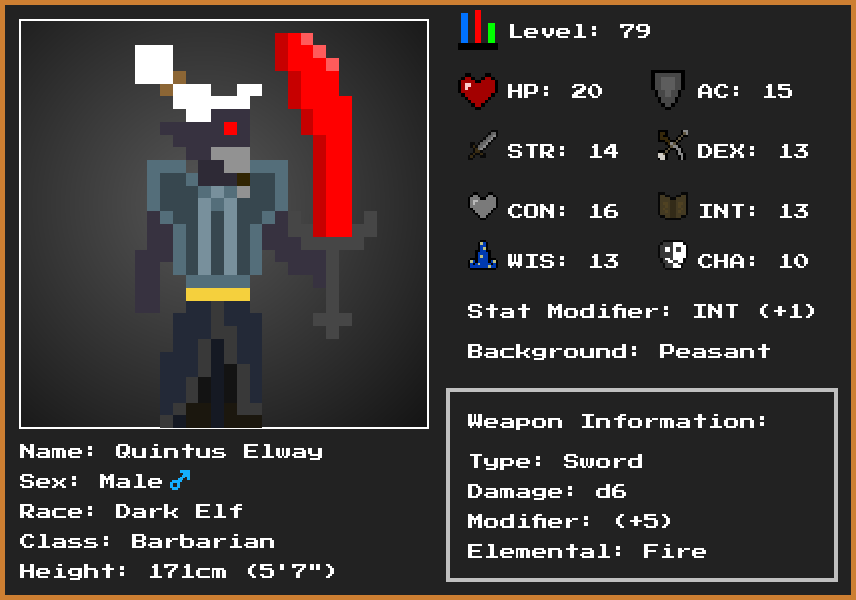 Level: 79
HP: 20
AC: 15
STR: 14
DEX: 13
CON: 16
INT: 13
WIS: 13
CHA: 10
Stat Modifier: INT (+1)
Background: Peasant
Weapon Information:
Type: Sword
Damage: d6
Modifier: (+5)
Elemental: Fire
Name: Quintus Elway
Sex: Male ♂
Race: Dark Elf
Class: Barbarian
Height: 171cm (5'7")